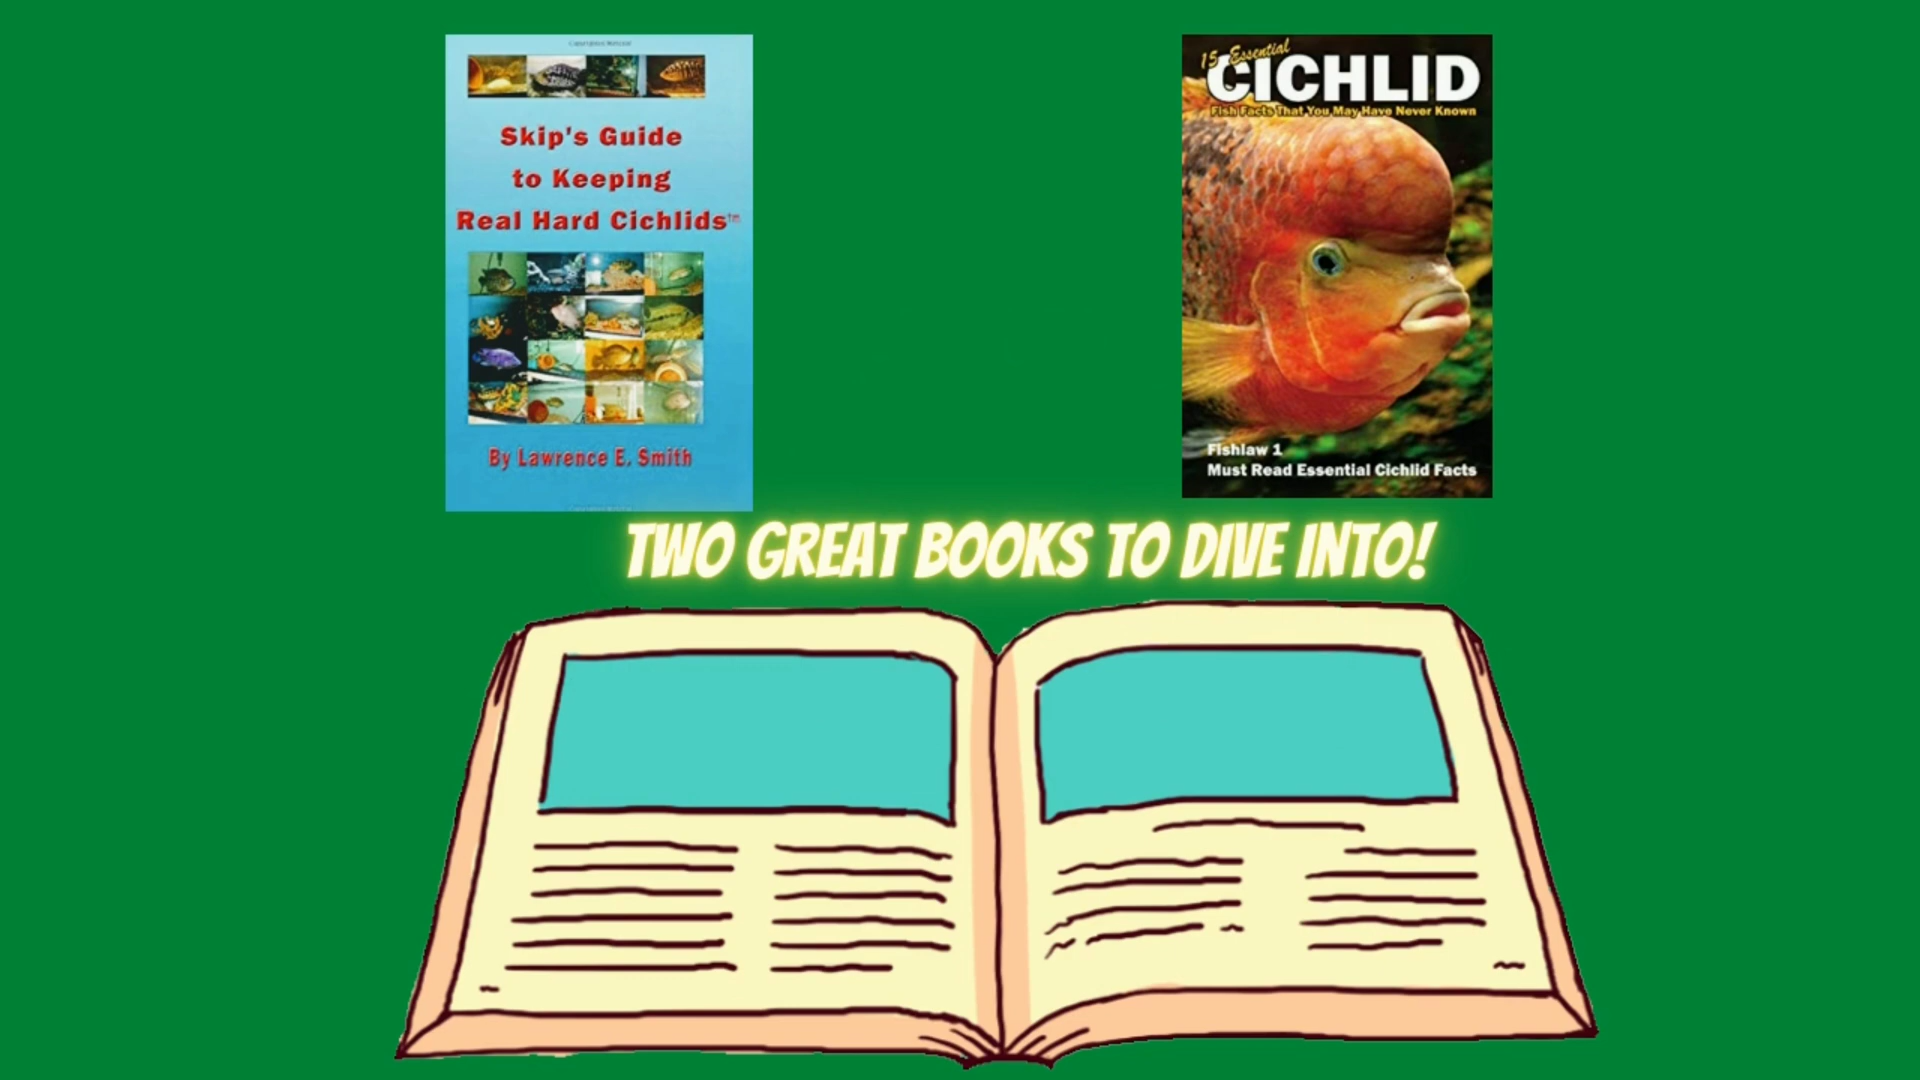 Skip's Guide
to Keeping
Real Hard Cichlids™
By Lawrence E. Smith
15 Essential
CICHLID
Fish Facts That You May Have Never Known
Fishlaw 1
Must Read Essential Cichlid Facts
TWO GREAT BOOKS TO DIVE INTO!